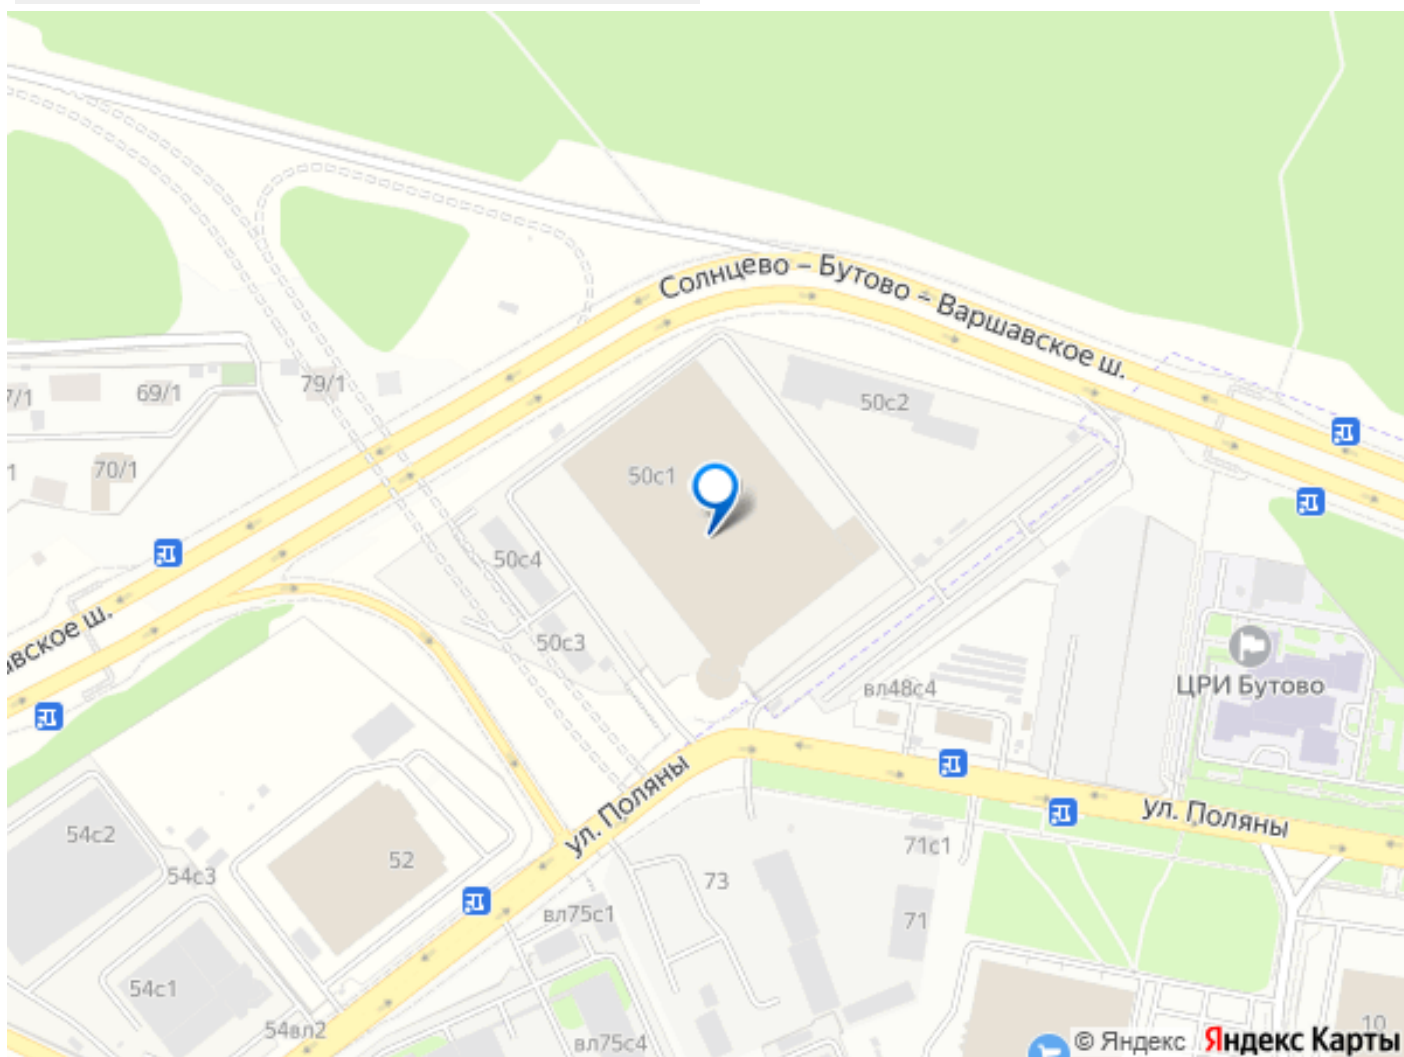 Солнцево – Бутово – Варшавское ш.
7/1
69/1
79/1
50с2
1
70/1
50с1
50с4
50с3
вское ш.
вл48с4
ЦРИ Бутово
ул. Поляны
ул. Поляны
54с2
52
54с3
71с1
73
71
вл75с1
54с1
54вл2
вл75с4
10
© Яндекс Яндекс Карты